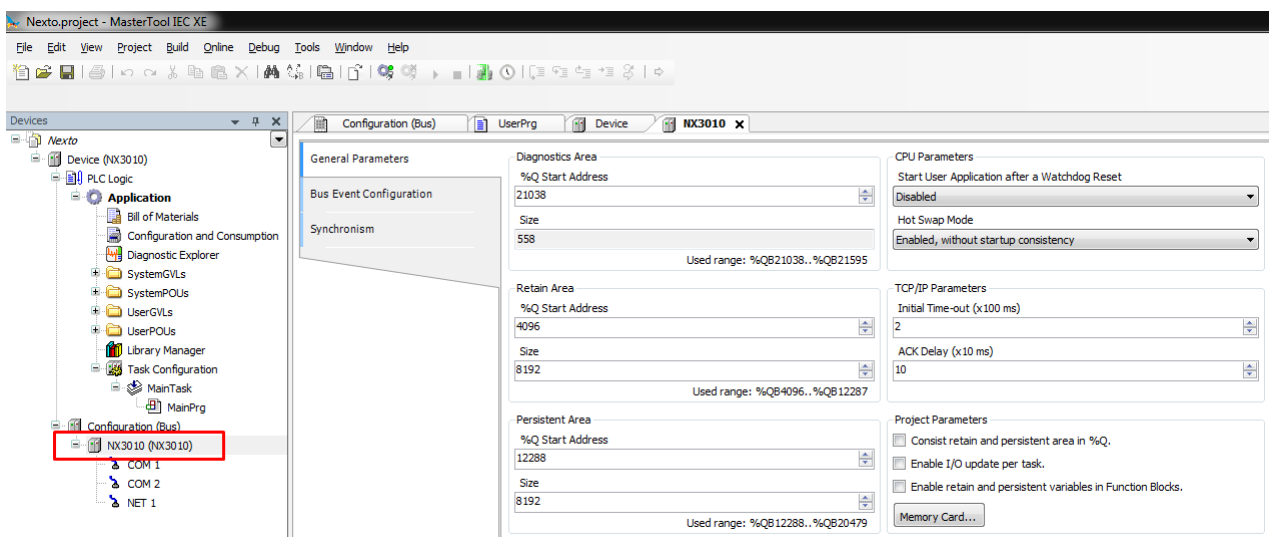 Nexto.project - MasterTool IEC XE
File Edit View Project Build Online Debug Tools Window Help
Devices
Nexto
Device (NX3010)
PLC Logic
Application
Bill of Materials
Configuration and Consumption
Diagnostic Explorer
SystemGVLs
SystemPOUs
UserGVLs
UserPOUs
Library Manager
Task Configuration
MainTask
MainPrg
Configuration (Bus)
NX3010 (NX3010)
COM 1
COM 2
NET 1
Configuration (Bus) UserPrg Device NX3010
General Parameters
Bus Event Configuration
Synchronism
Diagnostics Area
%Q Start Address
21038
Size
558
Used range: %QB21038..%QB21595
Retain Area
%Q Start Address
4096
Size
8192
Used range: %QB4096..%QB12287
Persistent Area
%Q Start Address
12288
Size
8192
Used range: %QB12288..%QB20479
CPU Parameters
Start User Application after a Watchdog Reset
Disabled
Hot Swap Mode
Enabled, without startup consistency
TCP/IP Parameters
Initial Time-out (x100 ms)
2
ACK Delay (x10 ms)
10
Project Parameters
Consist retain and persistent area in %Q.
Enable I/O update per task.
Enable retain and persistent variables in Function Blocks.
Memory Card...